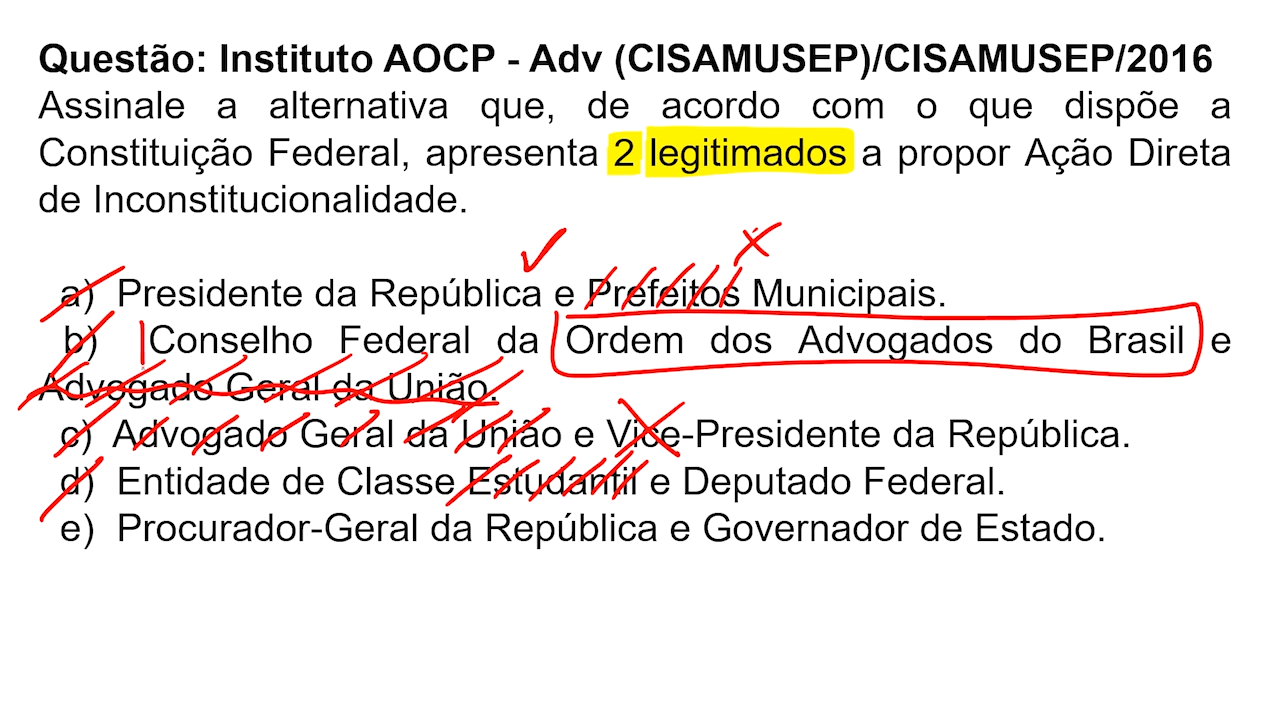 Questão: Instituto AOCP - Adv (CISAMUSEP)/CISAMUSEP/2016
Assinale a alternativa que, de acordo com o que dispõe a
Constituição Federal, apresenta 2 legitimados a propor Ação Direta
de Inconstitucionalidade.
a) Presidente da República e Prefeitos Municipais.
b) Conselho Federal da Ordem dos Advogados do Brasil e
Advogado Geral da União.
c) Advogado Geral da União e Vice-Presidente da República.
d) Entidade de Classe Estudantil e Deputado Federal.
e) Procurador-Geral da República e Governador de Estado.